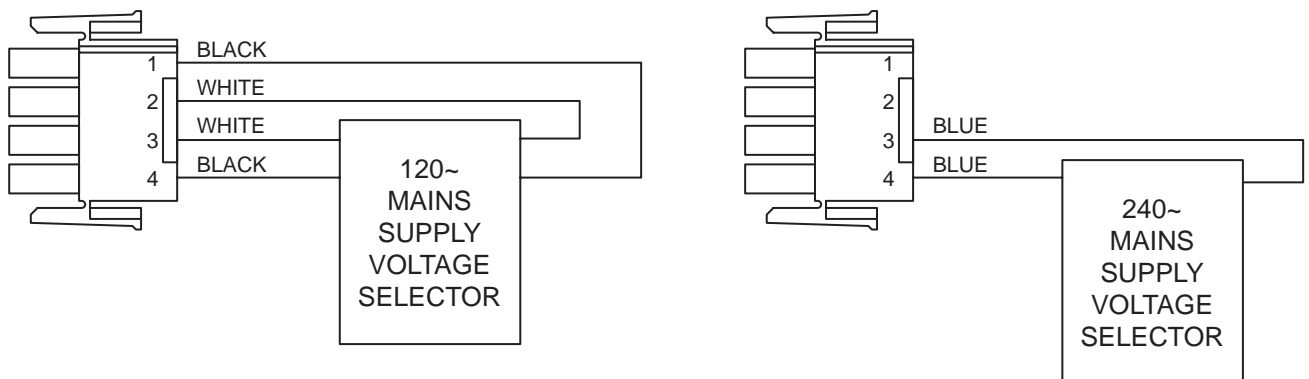 BLACK
1
WHITE
2
WHITE
3
BLACK
4
120~
MAINS
SUPPLY
VOLTAGE
SELECTOR
1
2
BLUE
3
BLUE
4
240~
MAINS
SUPPLY
VOLTAGE
SELECTOR